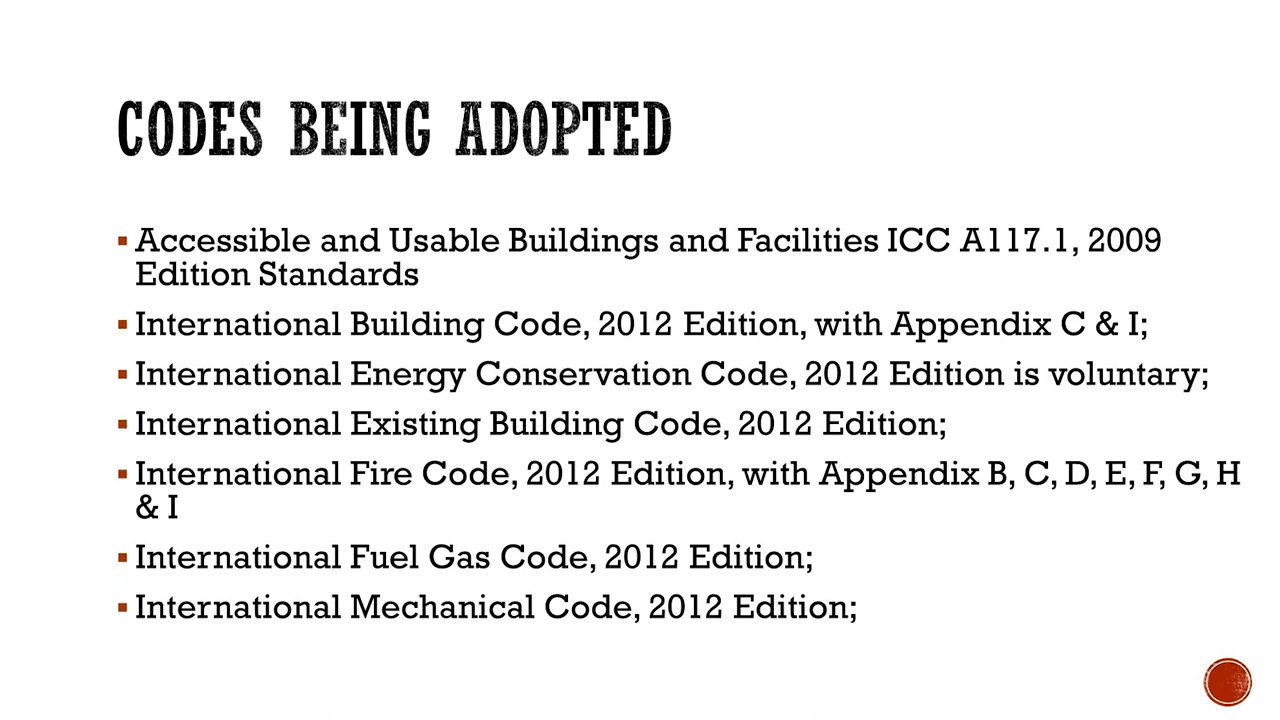 CODES BEING ADOPTED
▪ Accessible and Usable Buildings and Facilities ICC A117.1, 2009
Edition Standards
▪ International Building Code, 2012 Edition, with Appendix C & I;
▪ International Energy Conservation Code, 2012 Edition is voluntary;
▪ International Existing Building Code, 2012 Edition;
▪ International Fire Code, 2012 Edition, with Appendix B, C, D, E, F, G, H
& I
▪ International Fuel Gas Code, 2012 Edition;
▪ International Mechanical Code, 2012 Edition;